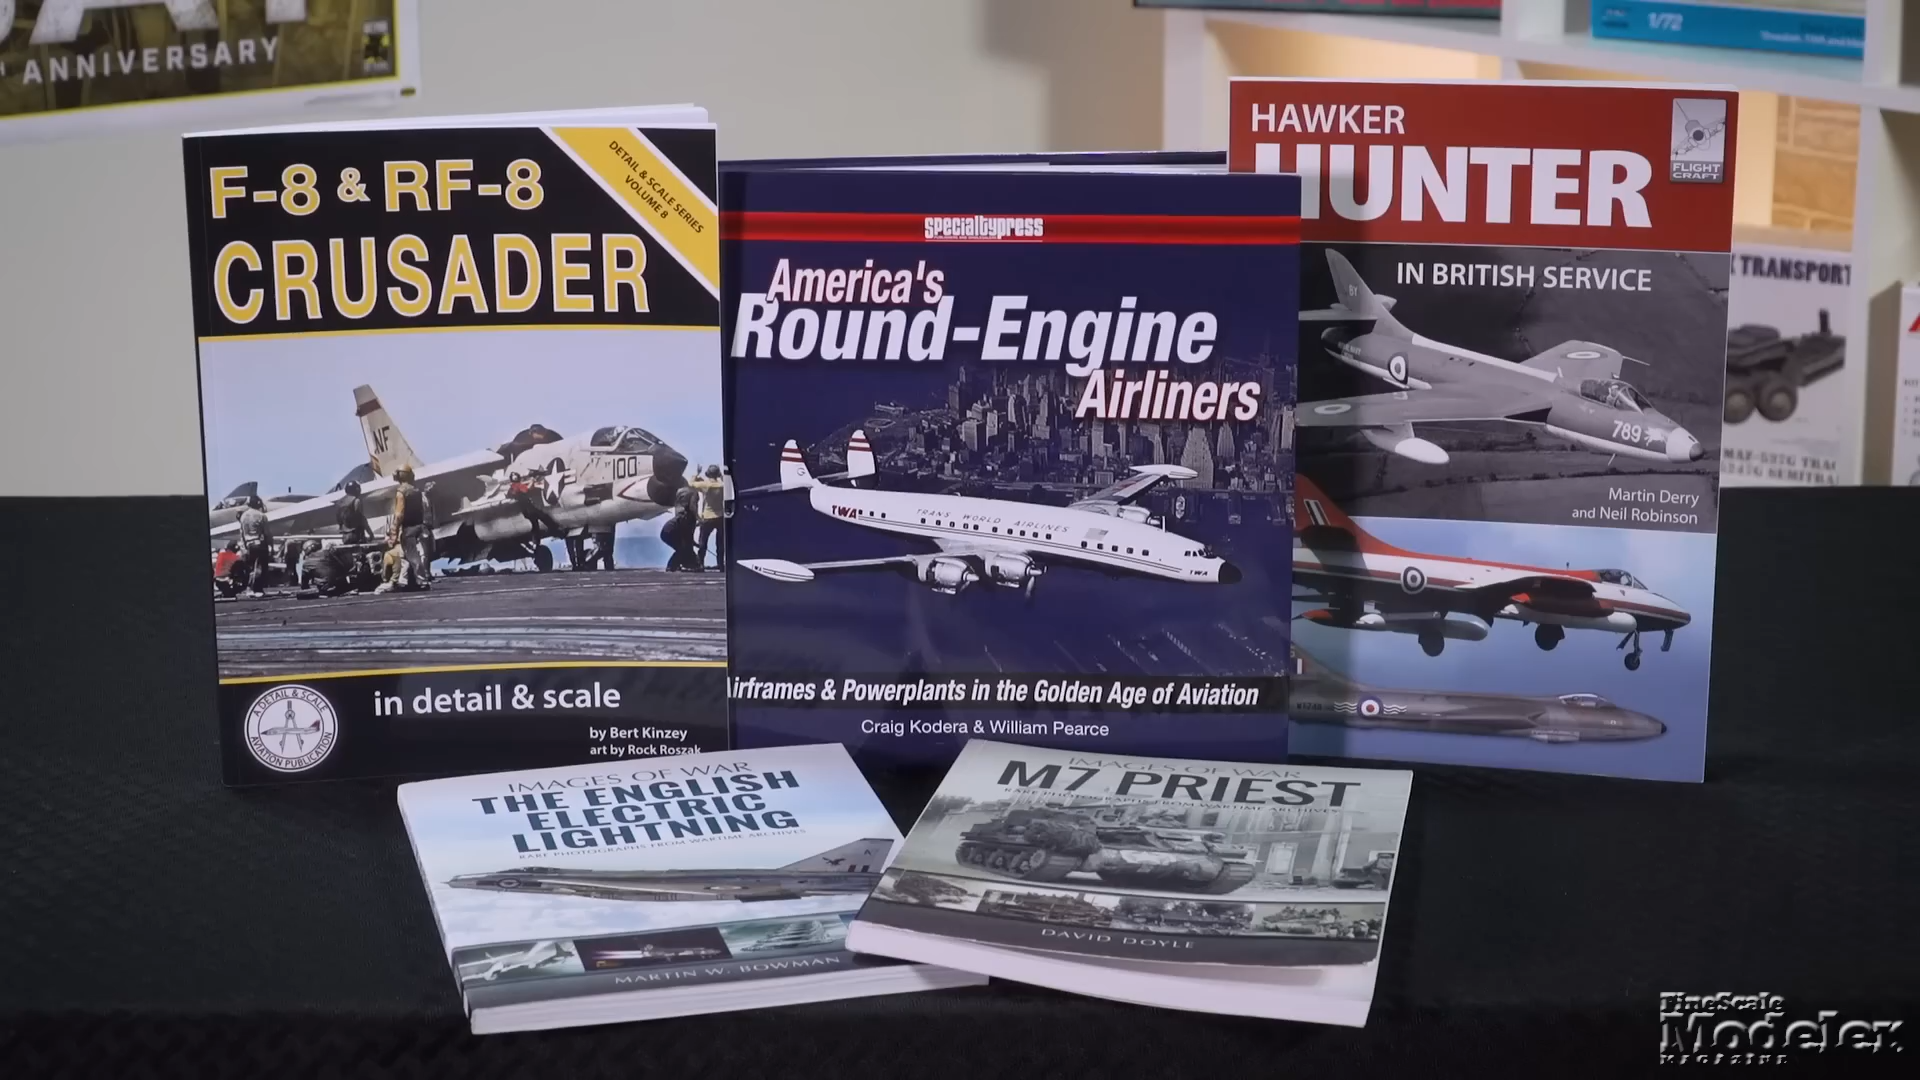 ANNIVERSARY
1/72
F-8 & RF-8
CRUSADER
DETAIL & SCALE SERIES
VOLUME 8
NF
100
A DETAIL & SCALE
AVIATION PUBLICATION
in detail & scale
by Bert Kinzey
art by Rock Roszak
specialtypress
America's
Round-Engine
Airliners
TWA
TRANS WORLD AIRLINES
TWA
Airframes & Powerplants in the Golden Age of Aviation
Craig Kodera & William Pearce
HAWKER
HUNTER
FLIGHT
CRAFT
IN BRITISH SERVICE
789
Martin Derry
and Neil Robinson
TRANSPORT
IMAGES OF WAR
THE ENGLISH
ELECTRIC
LIGHTNING
RARE PHOTOGRAPHS FROM WARTIME ARCHIVES
MARTIN W. BOWMAN
IMAGES OF WAR
M7 PRIEST
RARE PHOTOGRAPHS FROM WARTIME ARCHIVES
DAVID DOYLE
FineScale
Modeler
MAGAZINE